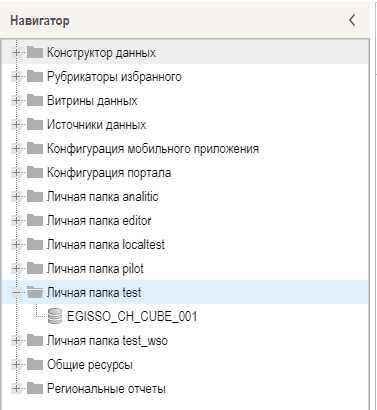 Навигатор
Конструктор данных
Рубрикаторы избранного
Витрины данных
Источники данных
Конфигурация мобильного приложения
Конфигурация портала
Личная папка analitic
Личная папка editor
Личная папка localtest
Личная папка pilot
Личная папка test
EGISSO_CH_CUBE_001
Личная папка test_wso
Общие ресурсы
Региональные отчеты